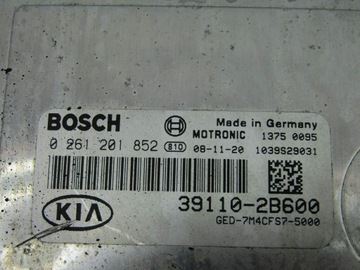 BOSCH Made in Germany
MOTRONIC 1375 0095
0 261 201 852 810 08-11-20 1039S29031
39110-2B600
KIA GED-7M4CFS7-5000